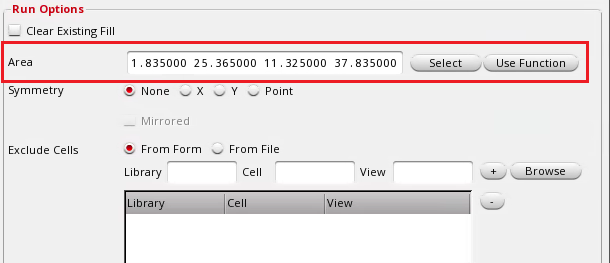 Run Options
Clear Existing Fill
Area 1.835000 25.365000 11.325000 37.835000 Select Use Function
Symmetry None X Y Point
Mirrored
Exclude Cells From Form From File
Library Cell View + Browse
Library Cell View -